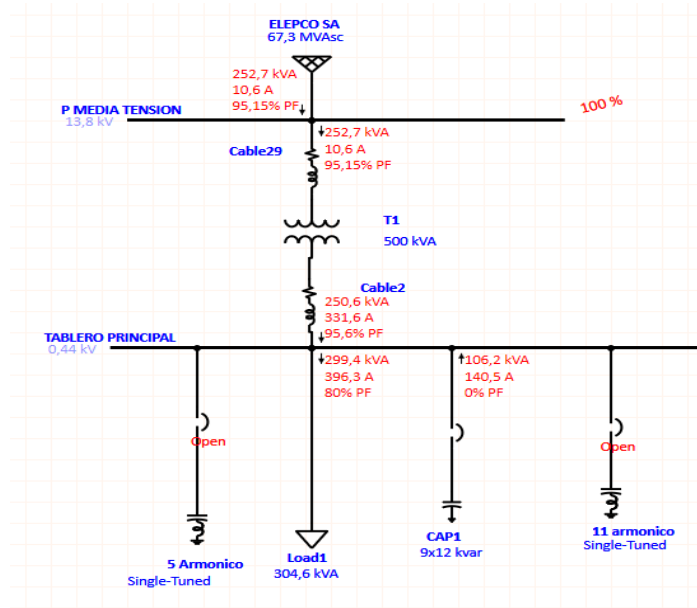 ELEPCO SA
67,3 MVAsc
252,7 kVA
10,6 A
95,15% PF
P MEDIA TENSION
13,8 kV
100 %
252,7 kVA
10,6 A
95,15% PF
Cable29
T1
500 kVA
Cable2
250,6 kVA
331,6 A
95,6% PF
TABLERO PRINCIPAL
0,44 kV
299,4 kVA
396,3 A
80% PF
106,2 kVA
140,5 A
0% PF
Open
Open
5 Armonico
Single-Tuned
Load1
304,6 kVA
CAP1
9x12 kvar
11 armonico
Single-Tuned